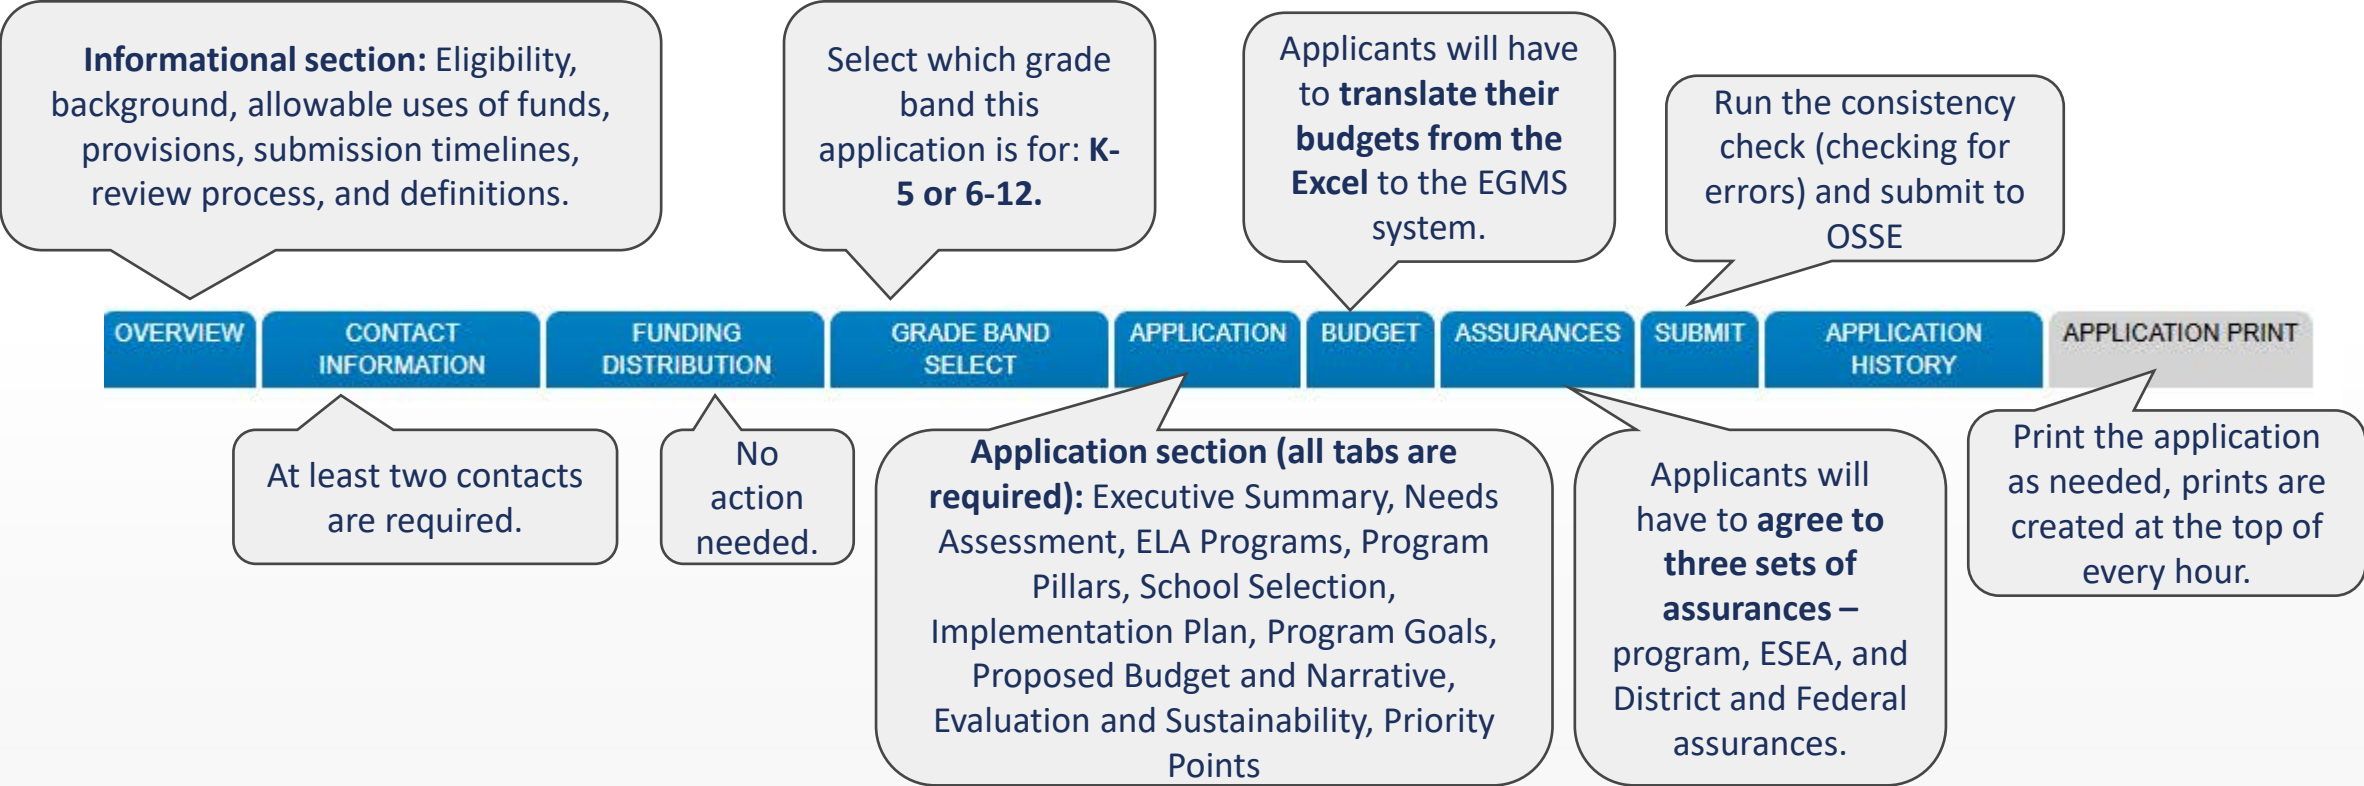 Informational section: Eligibility,
background, allowable uses of funds,
provisions, submission timelines,
review process, and definitions.
Select which grade
band this
application is for: K-
5 or 6-12.
Applicants will have
to translate their
budgets from the
Excel to the EGMS
system.
Run the consistency
check (checking for
errors) and submit to
OSSE
OVERVIEW
CONTACT
INFORMATION
FUNDING
DISTRIBUTION
GRADE BAND
SELECT
APPLICATION
BUDGET
ASSURANCES
SUBMIT
APPLICATION
HISTORY
APPLICATION PRINT
At least two contacts
are required.
No
action
needed.
Application section (all tabs are
required): Executive Summary, Needs
Assessment, ELA Programs, Program
Pillars, School Selection,
Implementation Plan, Program Goals,
Proposed Budget and Narrative,
Evaluation and Sustainability, Priority
Points
Applicants will
have to agree to
three sets of
assurances –
program, ESEA, and
District and Federal
assurances.
Print the application
as needed, prints are
created at the top of
every hour.